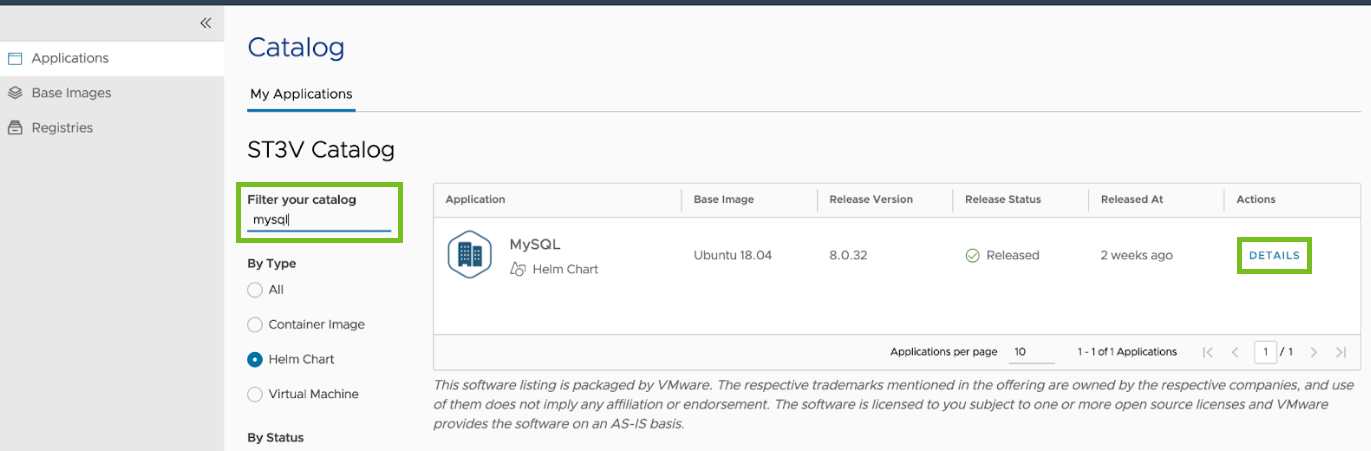 Catalog
Applications
Base Images
Registries
My Applications
ST3V Catalog
Filter your catalog
mysql
By Type
All
Container Image
Helm Chart
Virtual Machine
By Status
Application Base Image Release Version Release Status Released At Actions
MySQL
Helm Chart
Ubuntu 18.04 8.0.32 Released 2 weeks ago DETAILS
Applications per page 10 1 - 1 of 1 Applications 1 / 1
This software listing is packaged by VMware. The respective trademarks mentioned in the offering are owned by the respective companies, and use
of them does not imply any affiliation or endorsement. The software is licensed to you subject to one or more open source licenses and VMware
provides the software on an AS-IS basis.